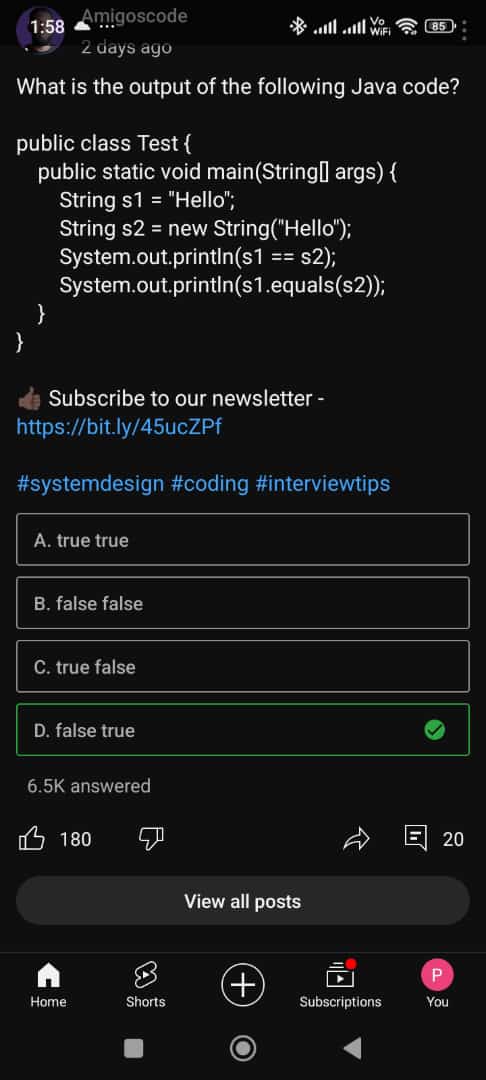 1:58
Vo
WiFi
85
Amigoscode
2 days ago
What is the output of the following Java code?
public class Test {
public static void main(String[] args) {
String s1 = "Hello";
String s2 = new String("Hello");
System.out.println(s1 == s2);
System.out.println(s1.equals(s2));
}
}
👍🏿 Subscribe to our newsletter -
https://bit.ly/45ucZPf
#systemdesign #coding #interviewtips
A. true true
B. false false
C. true false
D. false true
6.5K answered
180
20
View all posts
Home
Shorts
Subscriptions
P
You